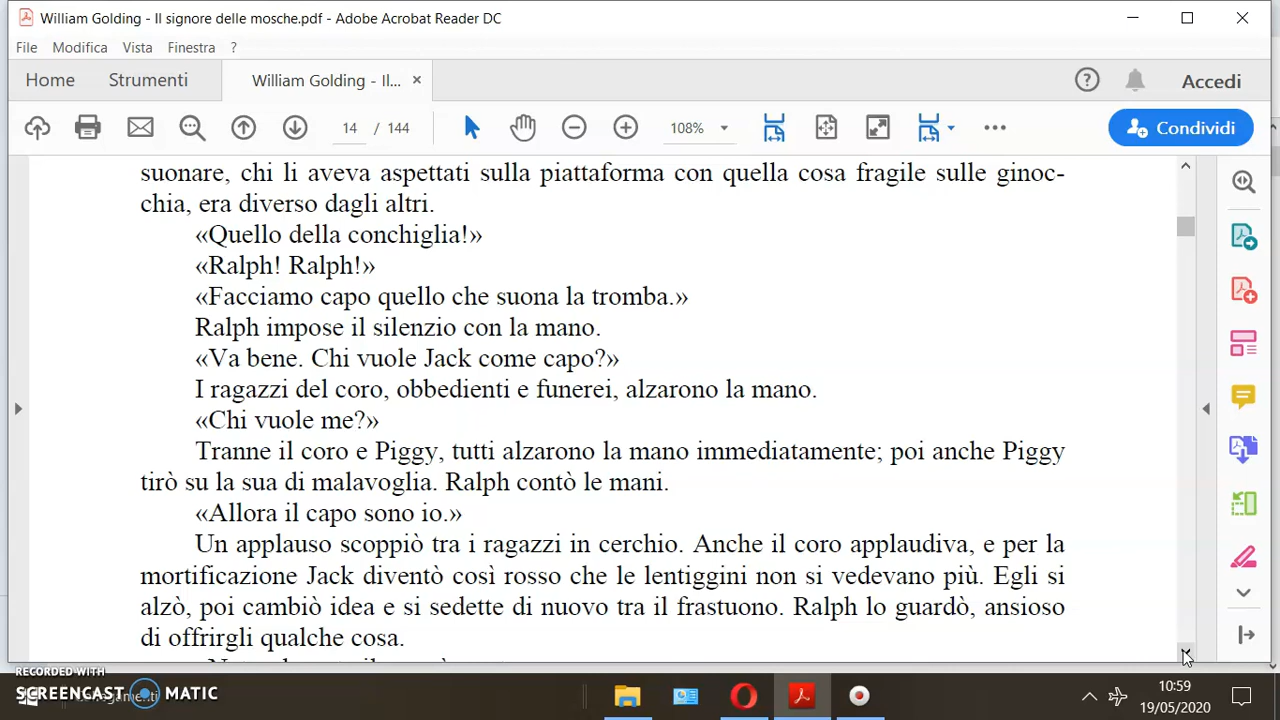 William Golding - Il signore delle mosche.pdf - Adobe Acrobat Reader DC
File Modifica Vista Finestra ?
Home Strumenti William Golding - Il... × Accedi
14 / 144 108% Condividi
suonare, chi li aveva aspettati sulla piattaforma con quella cosa fragile sulle ginoc-
chia, era diverso dagli altri.
«Quello della conchiglia!»
«Ralph! Ralph!»
«Facciamo capo quello che suona la tromba.»
Ralph impose il silenzio con la mano.
«Va bene. Chi vuole Jack come capo?»
I ragazzi del coro, obbedienti e funerei, alzarono la mano.
«Chi vuole me?»
Tranne il coro e Piggy, tutti alzarono la mano immediatamente; poi anche Piggy
tirò su la sua di malavoglia. Ralph contò le mani.
«Allora il capo sono io.»
Un applauso scoppiò tra i ragazzi in cerchio. Anche il coro applaudiva, e per la
mortificazione Jack diventò così rosso che le lentiggini non si vedevano più. Egli si
alzò, poi cambiò idea e si sedette di nuovo tra il frastuono. Ralph lo guardò, ansioso
di offrirgli qualche cosa.
RECORDED WITH
SCREENCAST MATIC
10:59
19/05/2020